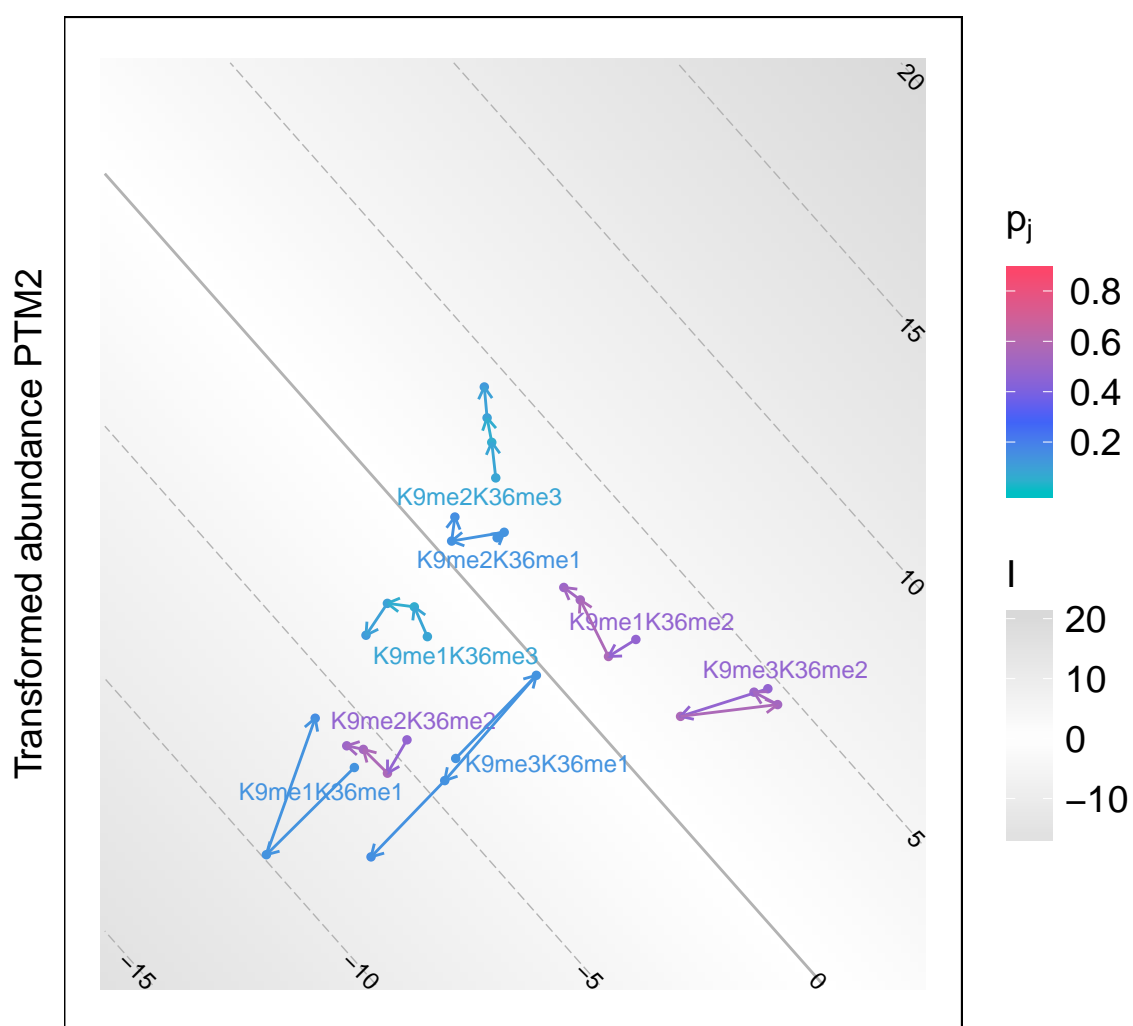 Transformed abundance PTM2
20
15
10
5
0
−5
−10
−15
K9me2K36me3
K9me2K36me1
K9me1K36me2
K9me1K36me3
K9me3K36me2
K9me2K36me2
K9me3K36me1
K9me1K36me1
pj
0.8
0.6
0.4
0.2
I
20
10
0
−10